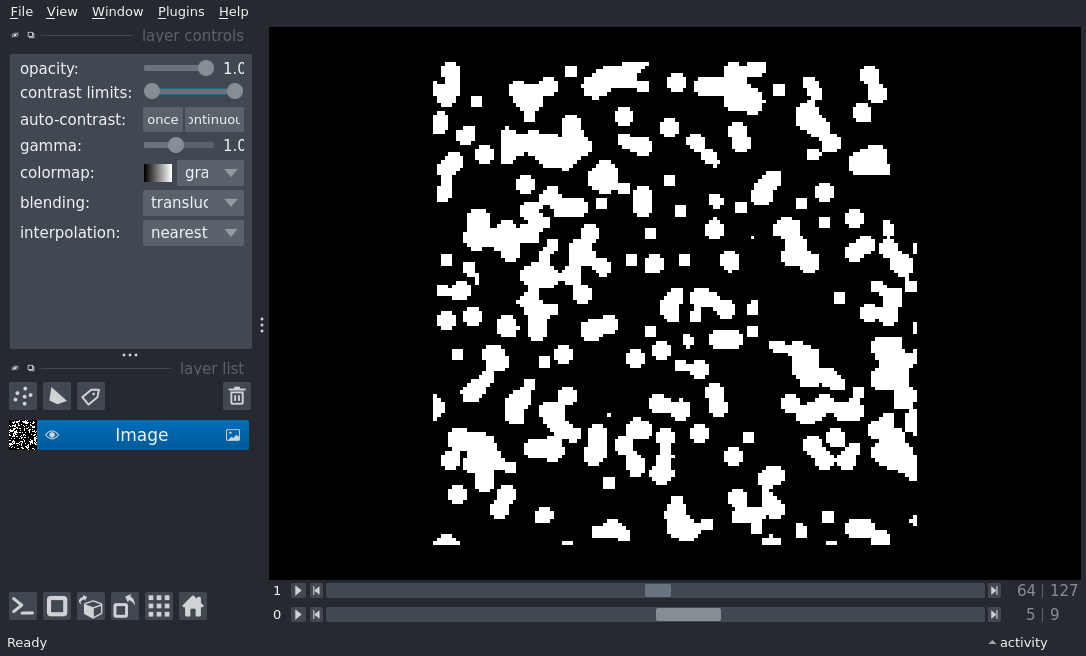 File View Window Plugins Help
layer controls
opacity: 1.0
contrast limits:
auto-contrast: once ontinuou
gamma: 1.0
colormap: gra
blending: transluc
interpolation: nearest
layer list
Image
1 64 | 127
0 5 | 9
Ready activity